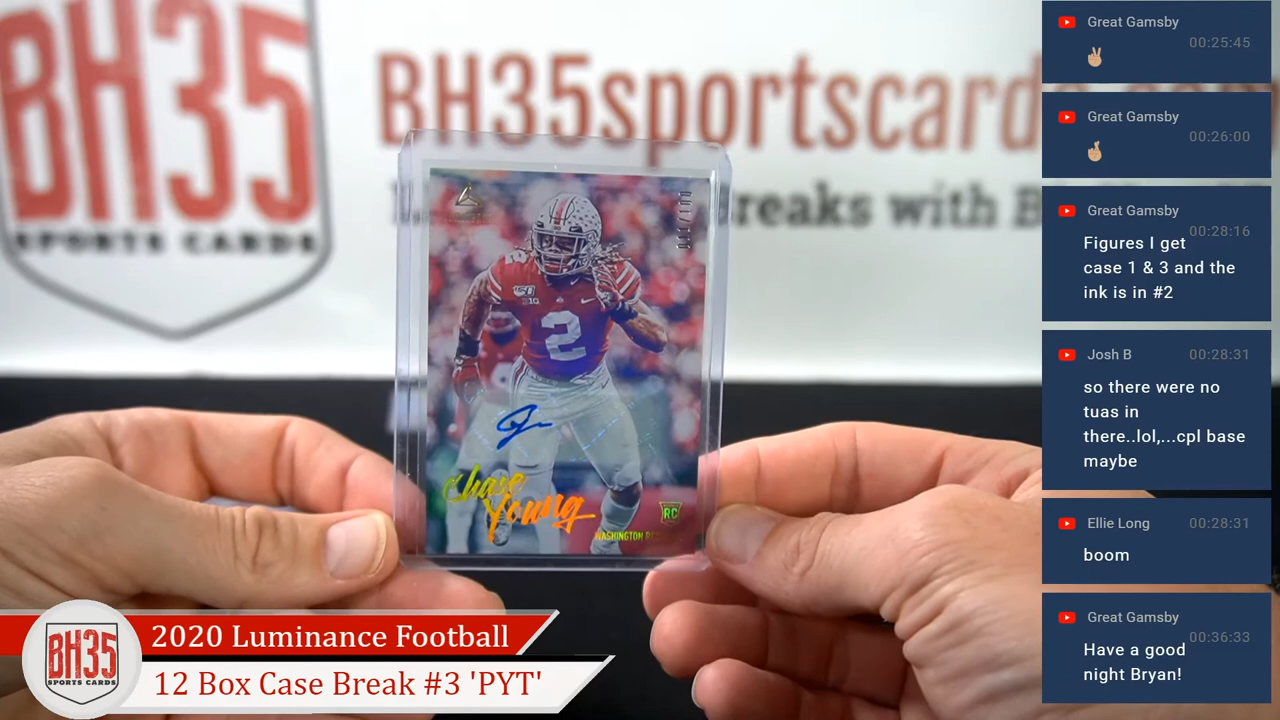 BH35
SPORTS CARDS
BH35sportscard
reaks with B
2
150
B1G
2
Chase
Young
RC
WASHINGTON
BH35
SPORTS CARDS
2020 Luminance Football
12 Box Case Break #3 'PYT'
Great Gamsby
00:25:45
Great Gamsby
00:26:00
Great Gamsby
00:28:16
Figures I get
case 1 & 3 and the
ink is in #2
Josh B
00:28:31
so there were no
tuas in
there..lol,...cpl base
maybe
Ellie Long
00:28:31
boom
Great Gamsby
00:36:33
Have a good
night Bryan!